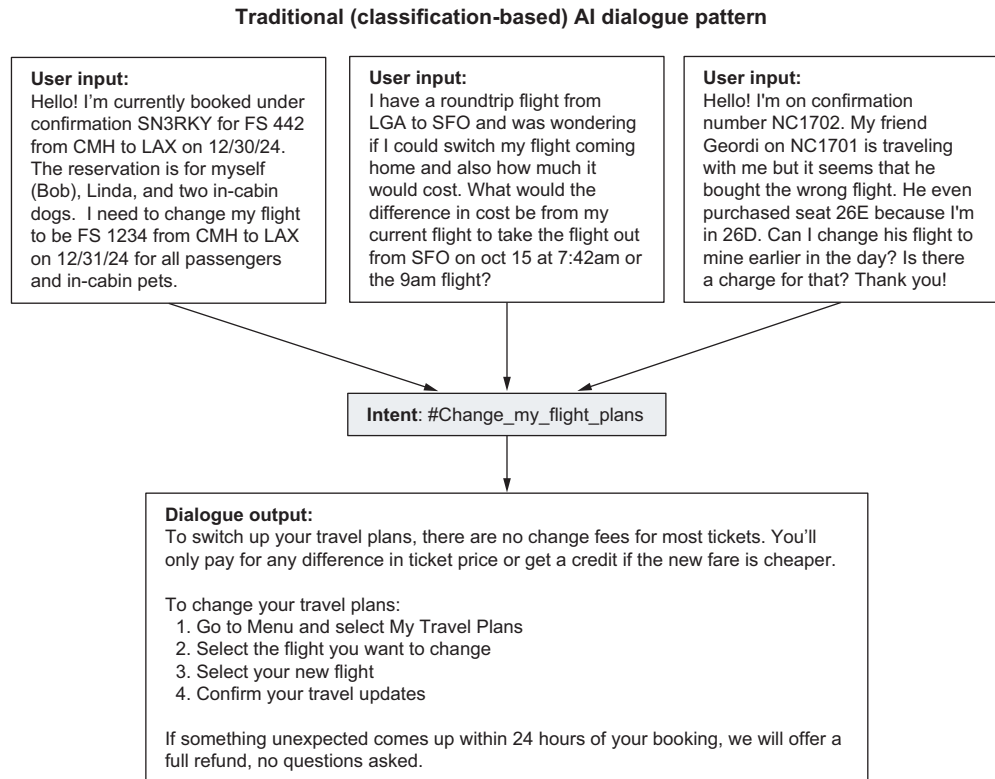 Traditional (classification-based) AI dialogue pattern
User input:
Hello! I’m currently booked under
confirmation SN3RKY for FS 442
from CMH to LAX on 12/30/24.
The reservation is for myself
(Bob), Linda, and two in-cabin
dogs.  I need to change my flight
to be FS 1234 from CMH to LAX
on 12/31/24 for all passengers
and in-cabin pets.
User input:
I have a roundtrip flight from
LGA to SFO and was wondering
if I could switch my flight coming
home and also how much it
would cost. What would the
difference in cost be from my
current flight to take the flight out
from SFO on oct 15 at 7:42am or
the 9am flight?
User input:
Hello! I'm on confirmation
number NC1702. My friend
Geordi on NC1701 is traveling
with me but it seems that he
bought the wrong flight. He even
purchased seat 26E because I'm
in 26D. Can I change his flight to
mine earlier in the day? Is there
a charge for that? Thank you!
Intent: #Change_my_flight_plans
Dialogue output:
To switch up your travel plans, there are no change fees for most tickets. You’ll
only pay for any difference in ticket price or get a credit if the new fare is cheaper.
To change your travel plans:
1. Go to Menu and select My Travel Plans
2. Select the flight you want to change
3. Select your new flight
4. Confirm your travel updates
If something unexpected comes up within 24 hours of your booking, we will offer a
full refund, no questions asked.